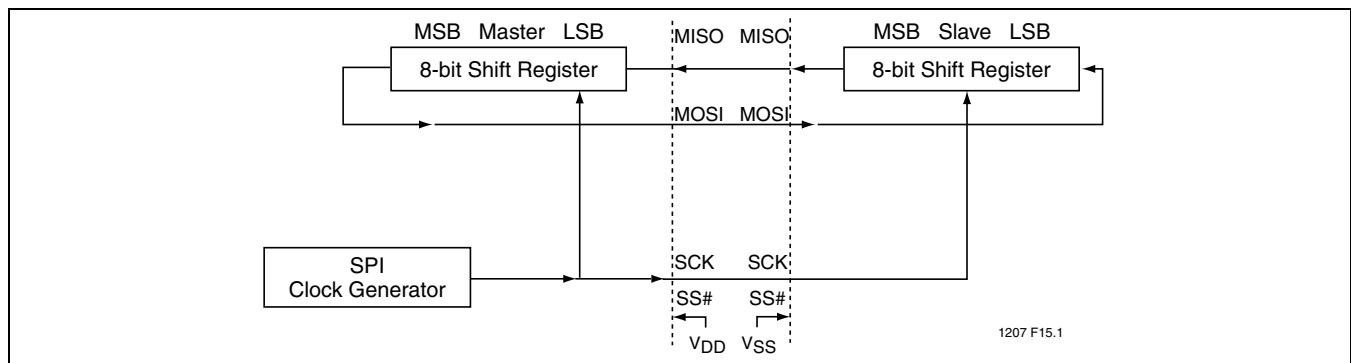 MSB Master LSB
MISO MISO
MSB Slave LSB
8-bit Shift Register
8-bit Shift Register
MOSI MOSI
SPI
Clock Generator
SCK SCK
SS# SS#
VDD VSS
1207 F15.1